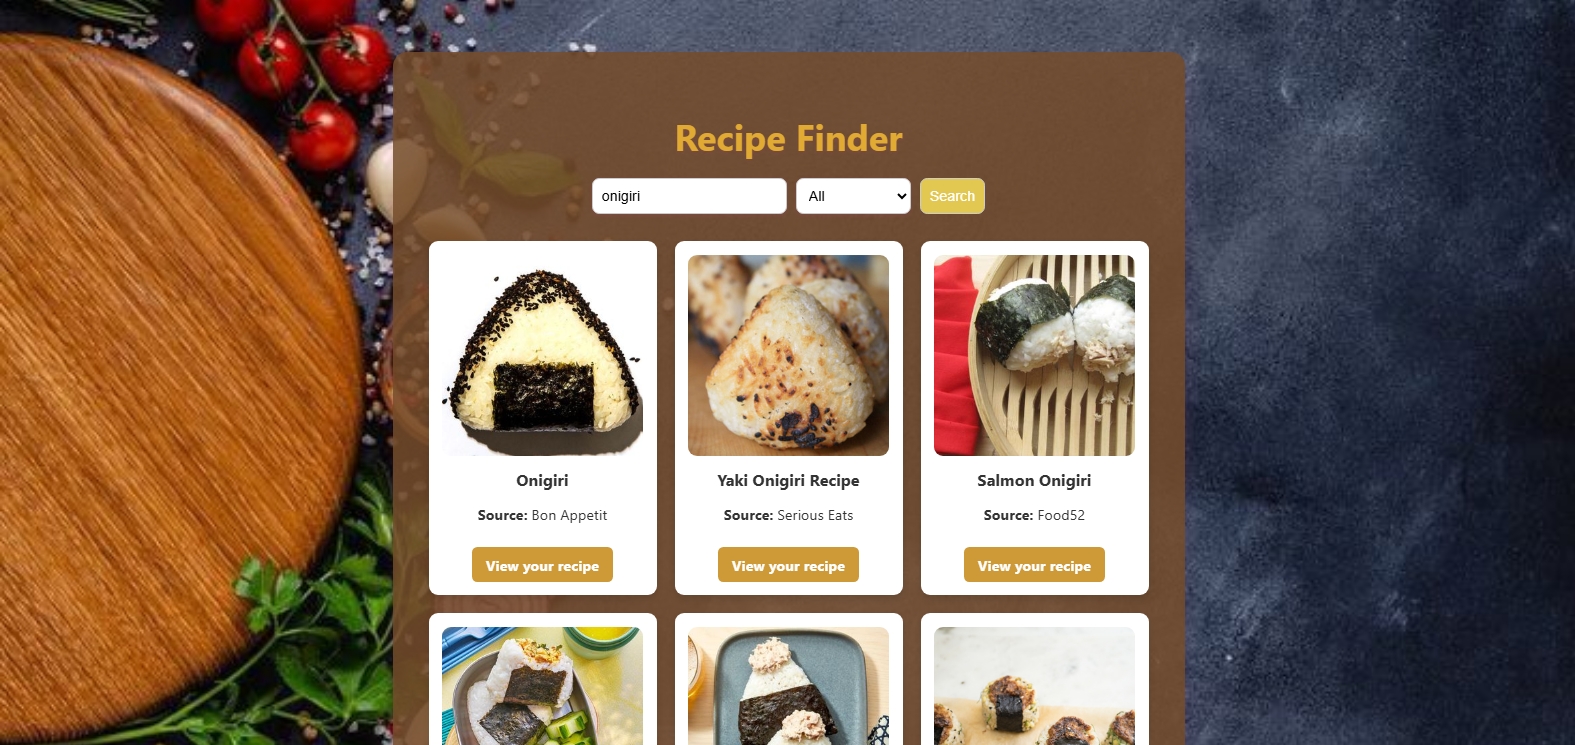 Recipe Finder
onigiri All Search
Onigiri Yaki Onigiri Recipe Salmon Onigiri
Source: Bon Appetit Source: Serious Eats Source: Food52
View your recipe View your recipe View your recipe